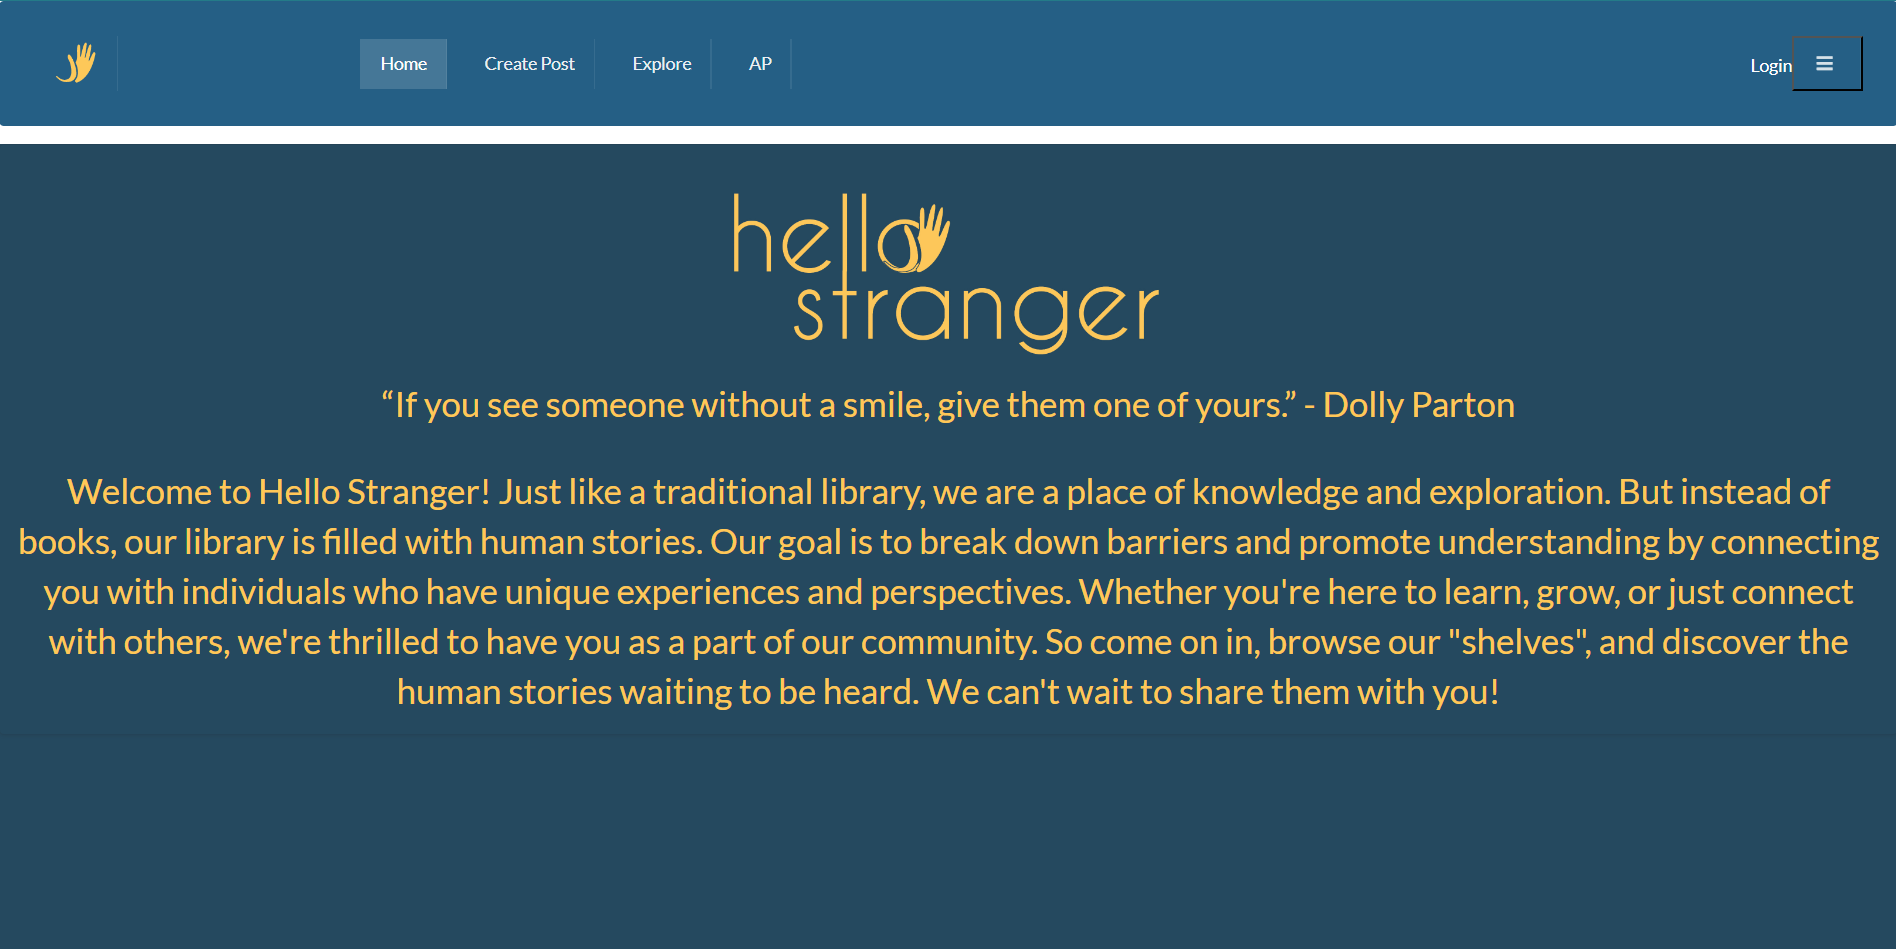 Home
Create Post
Explore
AP
Login
hello
stranger
“If you see someone without a smile, give them one of yours.” - Dolly Parton
Welcome to Hello Stranger! Just like a traditional library, we are a place of knowledge and exploration. But instead of
books, our library is filled with human stories. Our goal is to break down barriers and promote understanding by connecting
you with individuals who have unique experiences and perspectives. Whether you're here to learn, grow, or just connect
with others, we're thrilled to have you as a part of our community. So come on in, browse our "shelves", and discover the
human stories waiting to be heard. We can't wait to share them with you!